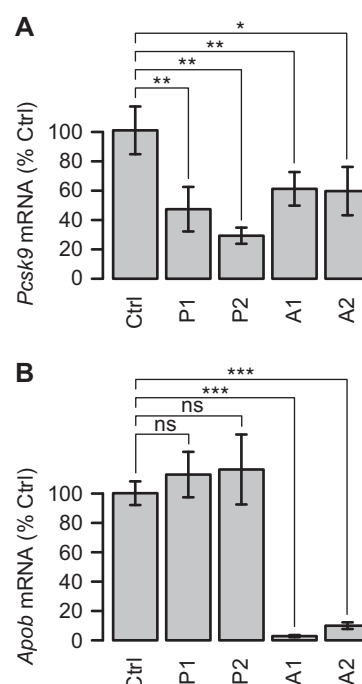 A
*
**
**
**
Pcsk9 mRNA (% Ctrl)
100
80
60
40
20
0
Ctrl
P1
P2
A1
A2
B
***
***
ns
ns
Apob mRNA (% Ctrl)
100
80
60
40
20
0
Ctrl
P1
P2
A1
A2